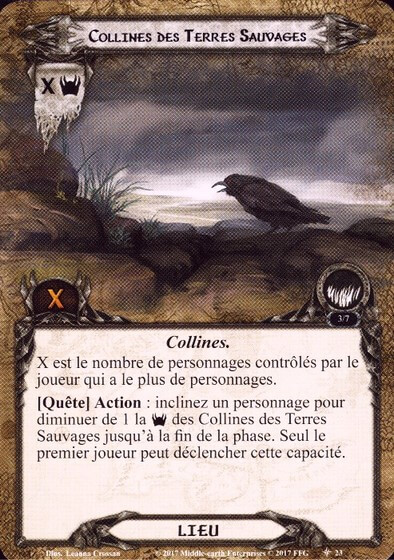 COLLINES DES TERRES SAUVAGES
X
X
3/7
Collines.
X est le nombre de personnages contrôlés par le
joueur qui a le plus de personnages.
[Quête] Action : inclinez un personnage pour
diminuer de 1 la des Collines des Terres
Sauvages jusqu'à la fin de la phase. Seul le
premier joueur peut déclencher cette capacité.
LIEU
Illus. Leanna Crossan © 2017 Middle-earth Enterprises © 2017 FFG 23